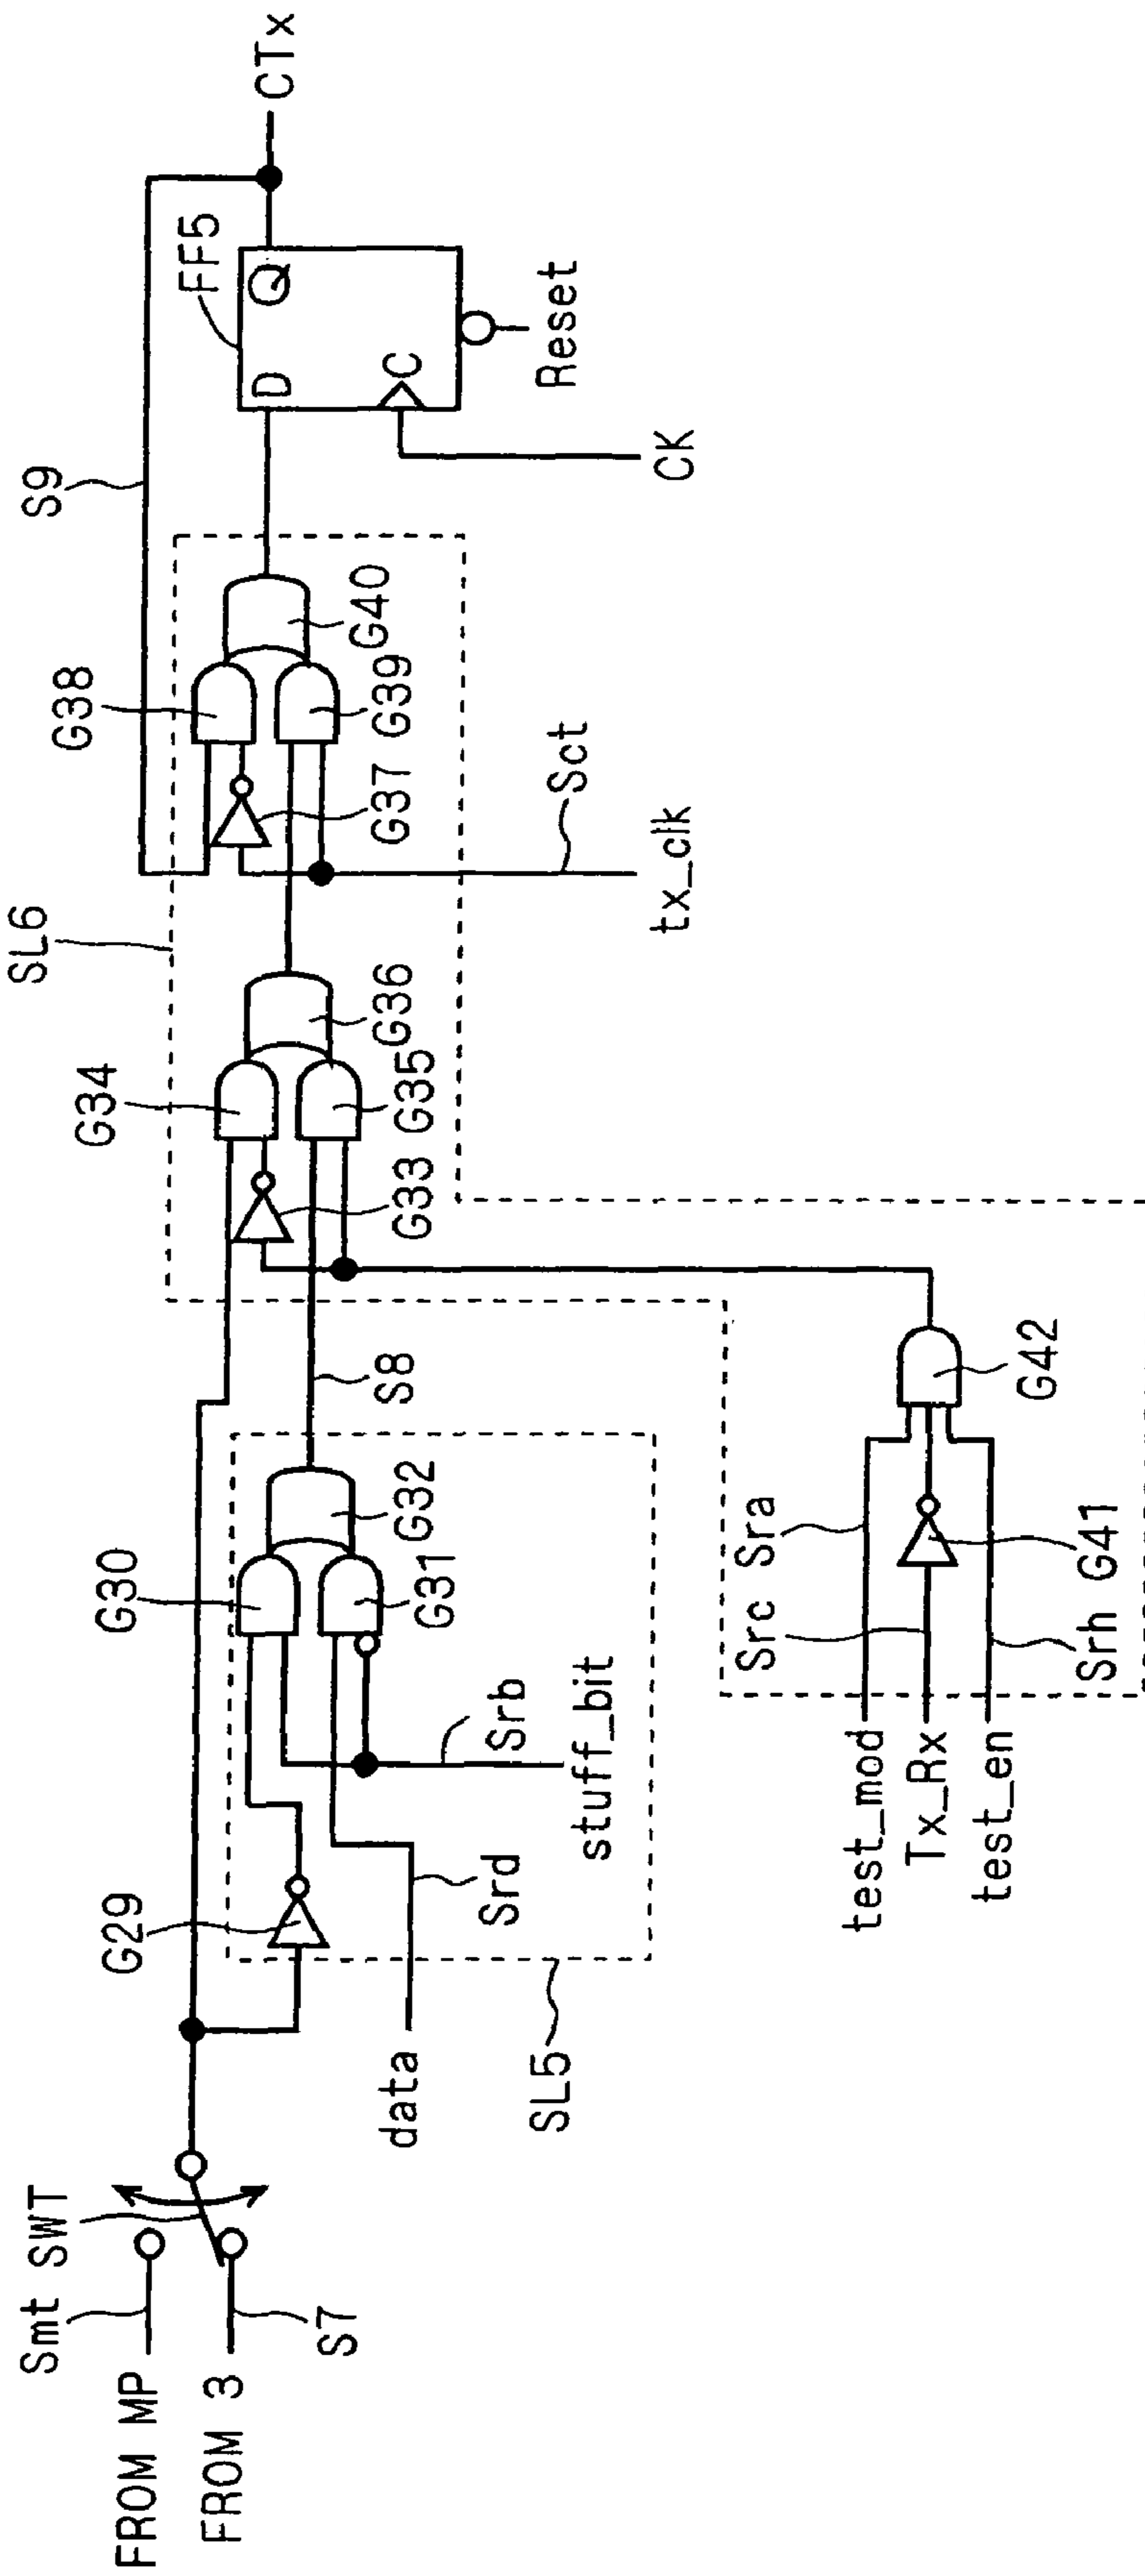 FROM MP
FROM 3
Smt
SWT
S7
data
SL5
G29
Srd
G30
G31
G32
Srb
stuff_bit
S8
test_mod
Tx_Rx
test_en
Src
Sra
Srh
G41
G42
SL6
G33
G34
G35
G36
G37
G38
G39
G40
Sct
tx_clk
S9
FF5
D
Q
C
CK
Reset
CTx